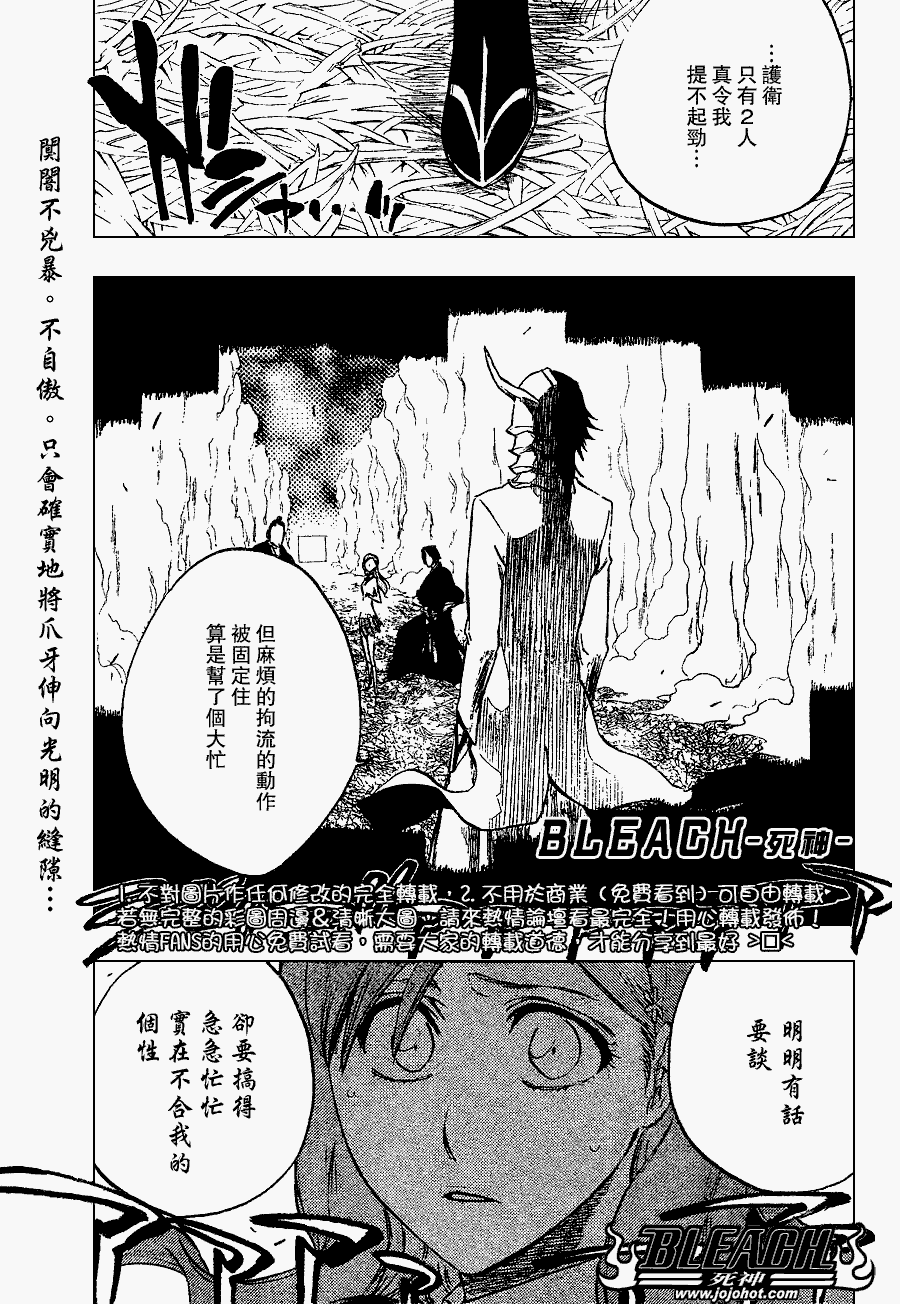 …護衛
只有2人
真令我
提不起勁…
闃闇不兇暴。不自傲。只會確實地將爪牙伸向光明的縫隙…
但麻煩的拘流的動作
被固定住
算是幫了個大忙
BLEACH-死神-
1.不對圖片作任何修改的完全轉載，2.不用於商業（免費看到）可自由轉載
若無完整的彩圖周邊&清晰大圖，請來熱情論壇看最完全！用心轉載發佈！
熱情FANS的用心免費試看，需要大家的轉載道德，才能分享到最好 >口<
明明有話
要談
卻要搞得
急急忙忙
實在不合我的
個性
BLEACH
死神
www.jojohot.com